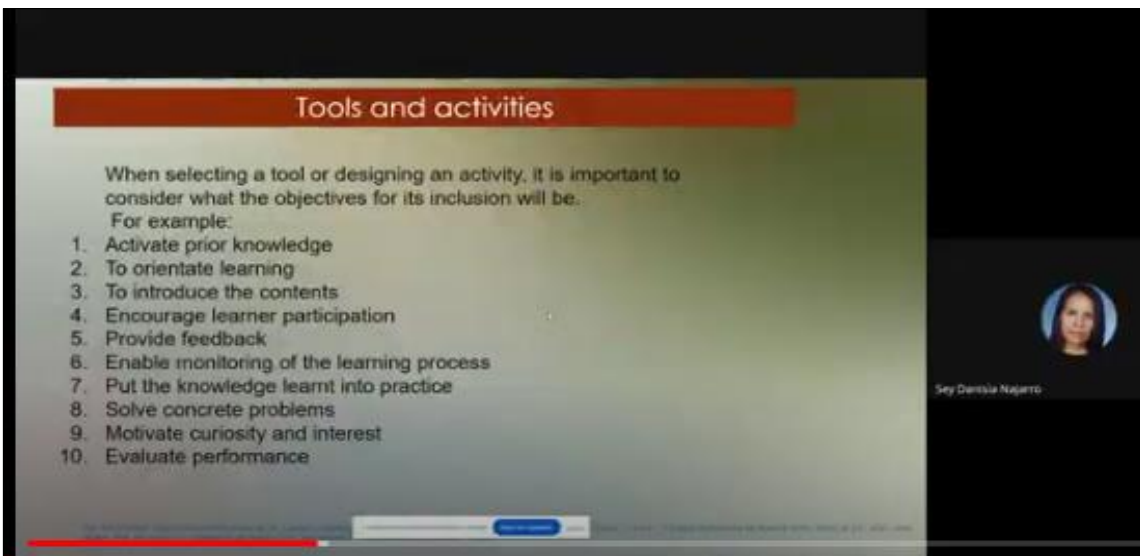 Tools and activities
When selecting a tool or designing an activity, it is important to
consider what the objectives for its inclusion will be.
For example:
1. Activate prior knowledge
2. To orientate learning
3. To introduce the contents
4. Encourage learner participation
5. Provide feedback
6. Enable monitoring of the learning process
7. Put the knowledge learnt into practice
8. Solve concrete problems
9. Motivate curiosity and interest
10. Evaluate performance
Sey Najarro